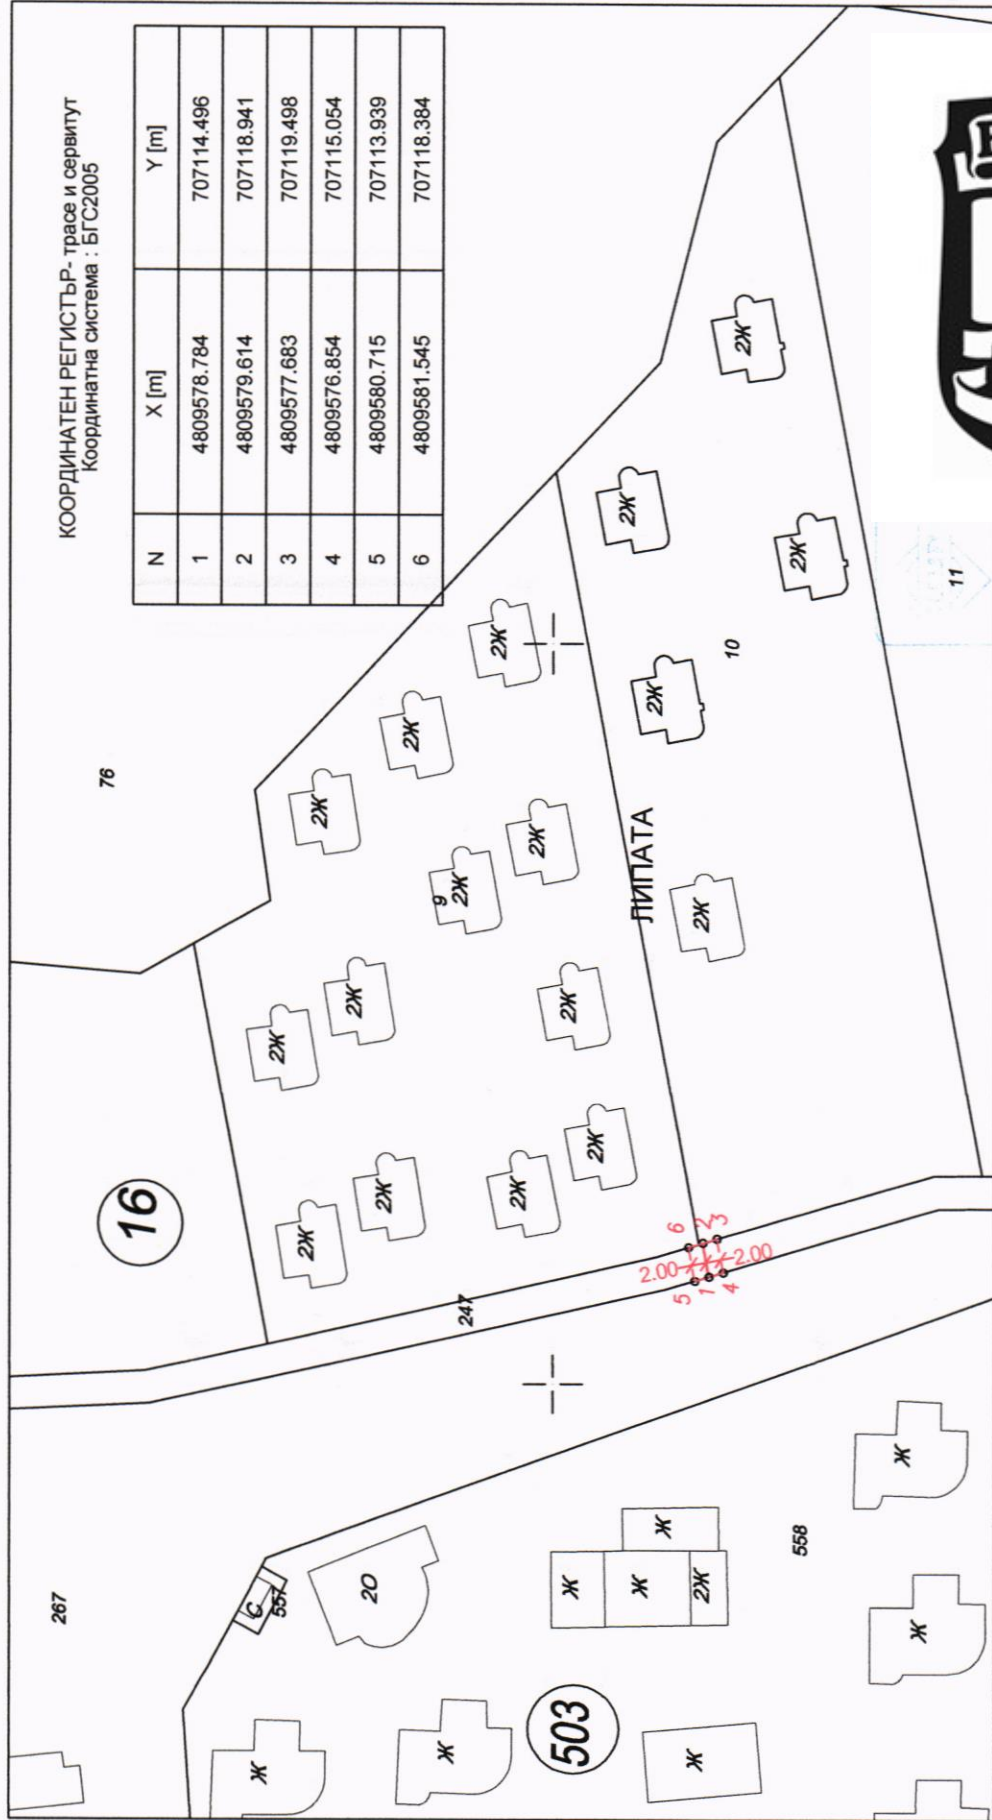 КООРДИНАТЕН РЕГИСТЪР- трасе и сервитут
Координатна система : БГС2005
N X [m] Y [m]
1 4809578.784 707114.496
2 4809579.614 707118.941
3 4809577.683 707119.498
4 4809576.854 707115.054
5 4809580.715 707113.939
6 4809581.545 707118.384
76
16
2Ж
2Ж
2Ж
2Ж
2Ж
2Ж
9
2Ж
2Ж
2Ж
2Ж
2Ж
2Ж
ЛИПАТА
2Ж
2Ж
2Ж
2Ж
2Ж
10
11
247
2.00
2.00
6
2
3
5
1
4
267
С
557
2О
Ж
Ж
Ж
Ж
2Ж
503
Ж
Ж
558
Ж
Ж